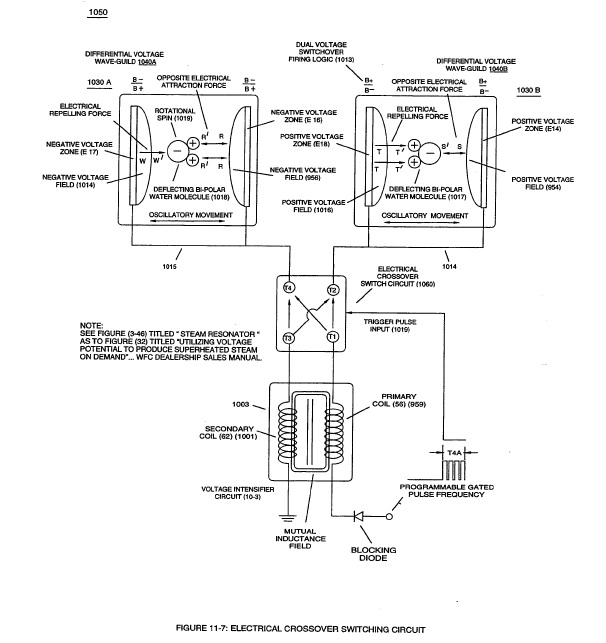 1050
DIFFERENTIAL VOLTAGE
WAVE-GUILD 1040A
1030 A
B –
B +
OPPOSITE ELECTRICAL
ATTRACTION FORCE
B –
B +
DUAL VOLTAGE
SWITCHOVER
FIRING LOGIC (1013)
DIFFERENTIAL VOLTAGE
WAVE-GUILD 1040B
B+
B–
OPPOSITE ELECTRICAL
ATTRACTION FORCE
B+
B–
1030 B
ELECTRICAL
REPELLING FORCE
ROTATIONAL
SPIN (1019)
NEGATIVE VOLTAGE
ZONE (E 16)
NEGATIVE VOLTAGE
ZONE (E 17)
NEGATIVE VOLTAGE
FIELD (1014)
NEGATIVE VOLTAGE
FIELD (956)
W W' – + + R' R R' R
DEFLECTING BI-POLAR
WATER MOLECULE (1018)
OSCILLATORY MOVEMENT
ELECTRICAL
REPELLING FORCE
POSITIVE VOLTAGE
ZONE (E18)
POSITIVE VOLTAGE
ZONE (E14)
T T' T T' + + – S' S
POSITIVE VOLTAGE
FIELD (954)
POSITIVE VOLTAGE
FIELD (1016)
DEFLECTING BI-POLAR
WATER MOLECULE (1017)
OSCILLATORY MOVEMENT
1015
1014
ELECTRICAL
CROSSOVER
SWITCH CIRCUIT (1060)
T4 T2
T3 T1
TRIGGER PULSE
INPUT (1019)
NOTE:
SEE FIGURE (3-46) TITLED " STEAM RESONATOR "
AS TO FIGURE (32) TITLED "UTILIZING VOLTAGE
POTENTIAL TO PRODUCE SUPERHEATED STEAM
ON DEMAND"... WFC DEALERSHIP SALES MANUAL.
1003
PRIMARY
COIL (56) (959)
SECONDARY
COIL (62) (1001)
T4A
VOLTAGE INTENSIFIER
CIRCUIT (10-3)
PROGRAMMABLE GATED
PULSE FREQUENCY
MUTUAL
INDUCTANCE
FIELD
BLOCKING
DIODE
FIGURE 11-7: ELECTRICAL CROSSOVER SWITCHING CIRCUIT